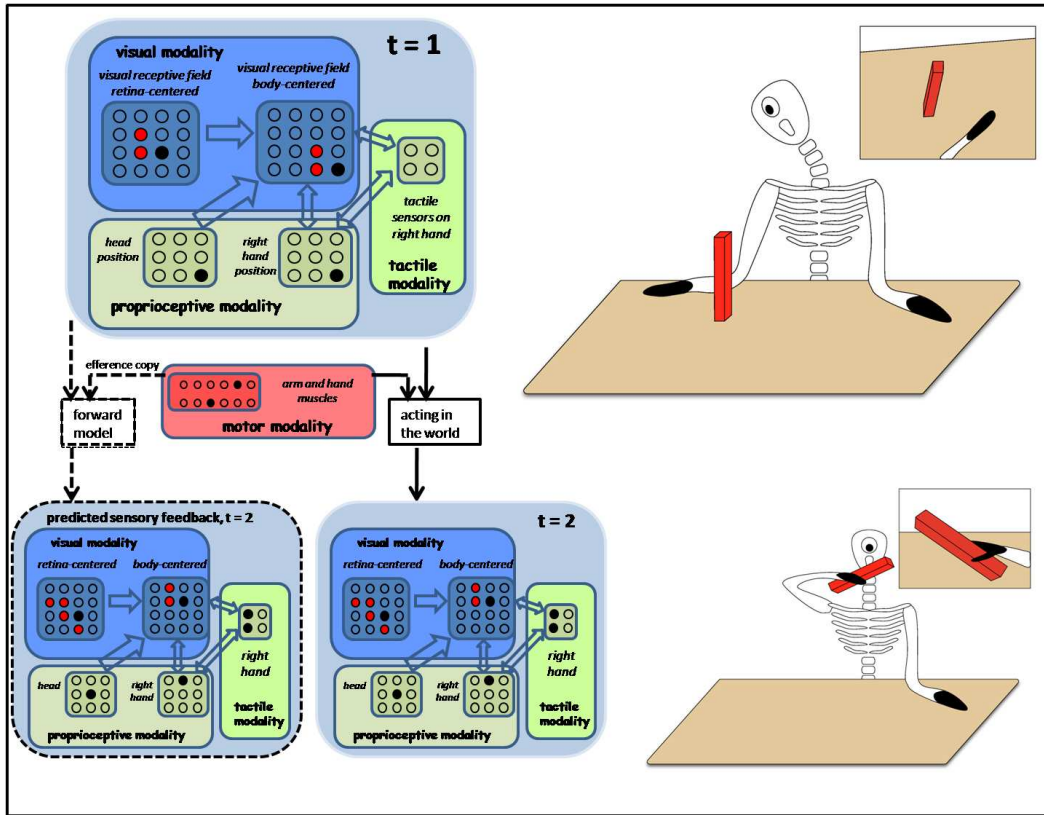 t = 1
visual modality
visual receptive field
retina-centered
visual receptive field
body-centered
tactile
sensors on
right hand
tactile
modality
head
position
right
hand
position
proprioceptive modality
efference copy
arm and hand
muscles
motor modality
forward
model
acting in
the world
predicted sensory feedback, t = 2
visual modality
retina-centered
body-centered
right
hand
tactile
modality
head
right
hand
proprioceptive modality
t = 2
visual modality
retina-centered
body-centered
right
hand
tactile
modality
head
right
hand
proprioceptive modality